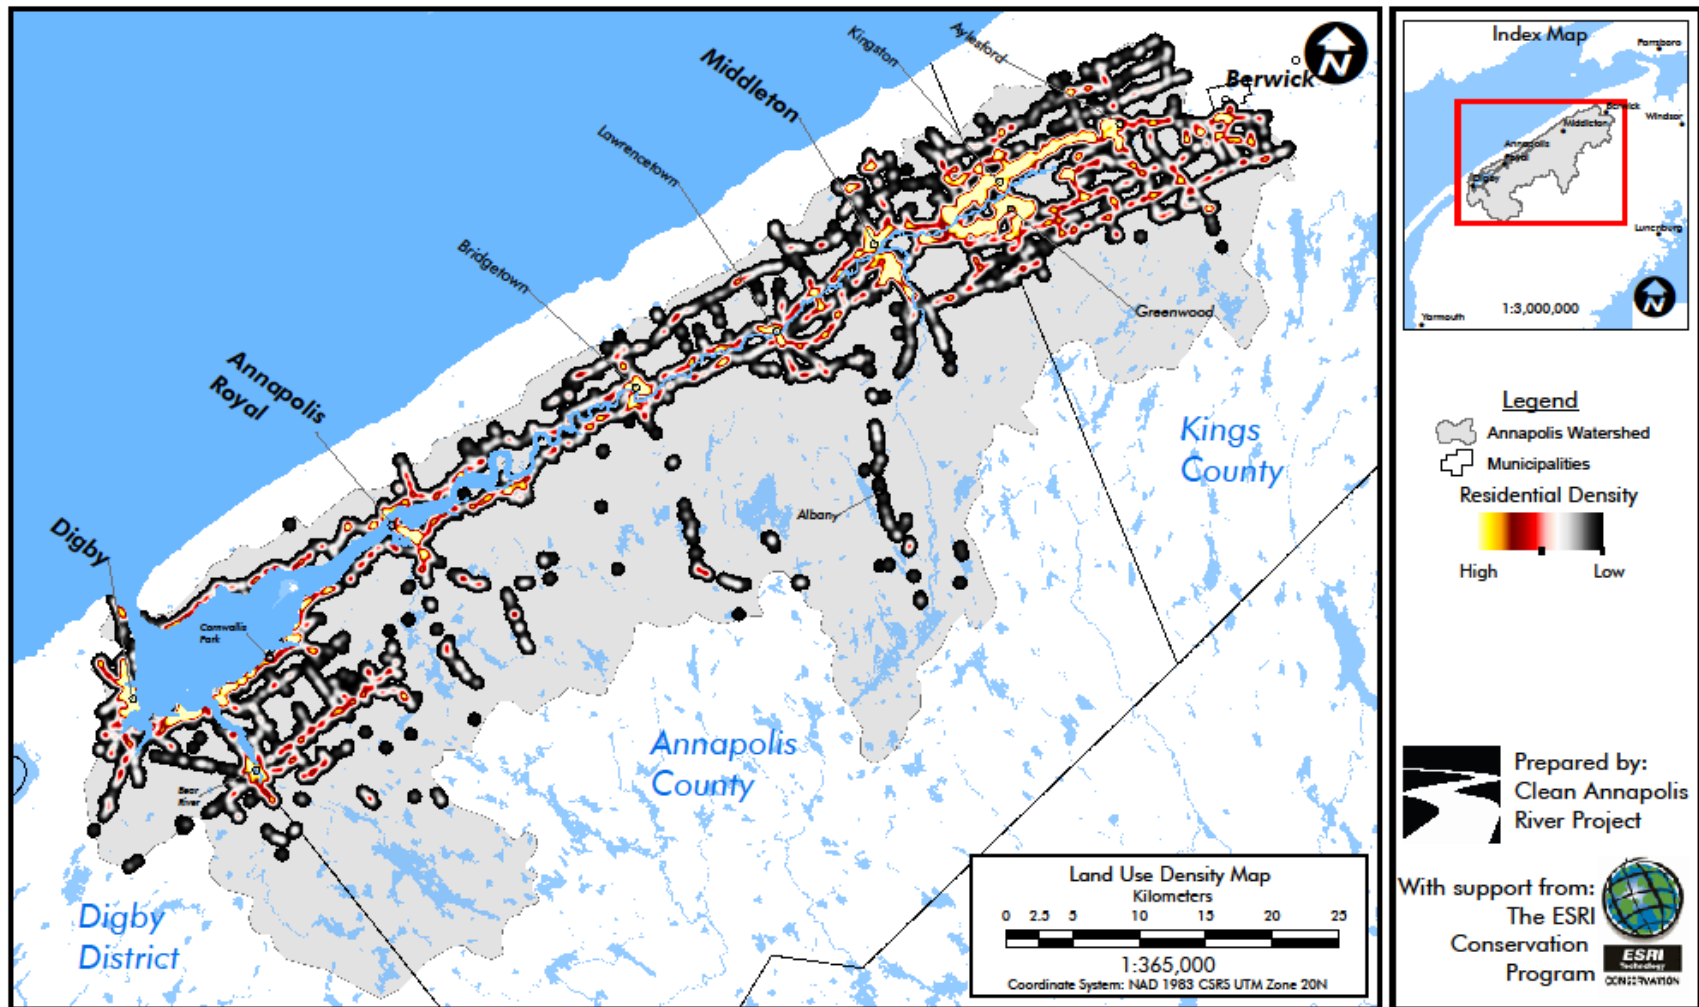 Kingston
Aylesford
Middleton
Berwick
N
Lawrencetown
Bridgetown
Greenwood
Annapolis
Royal
Kings
County
Albany
Digby
Cornwallis
Park
Annapolis
County
Bear
River
Digby
District
Land Use Density Map
Kilometers
0 2.5 5 10 15 20 25
1:365,000
Coordinate System: NAD 1983 CSRS UTM Zone 20N
Index Map
Parrsboro
Berwick
Middleton
Windsor
Annapolis
Royal
Digby
Lunenburg
N
Yarmouth
1:3,000,000
Legend
Annapolis Watershed
Municipalities
Residential Density
High Low
Prepared by:
Clean Annapolis
River Project
With support from:
The ESRI
Conservation
Program
ESRI
Technology
CONSERVATION